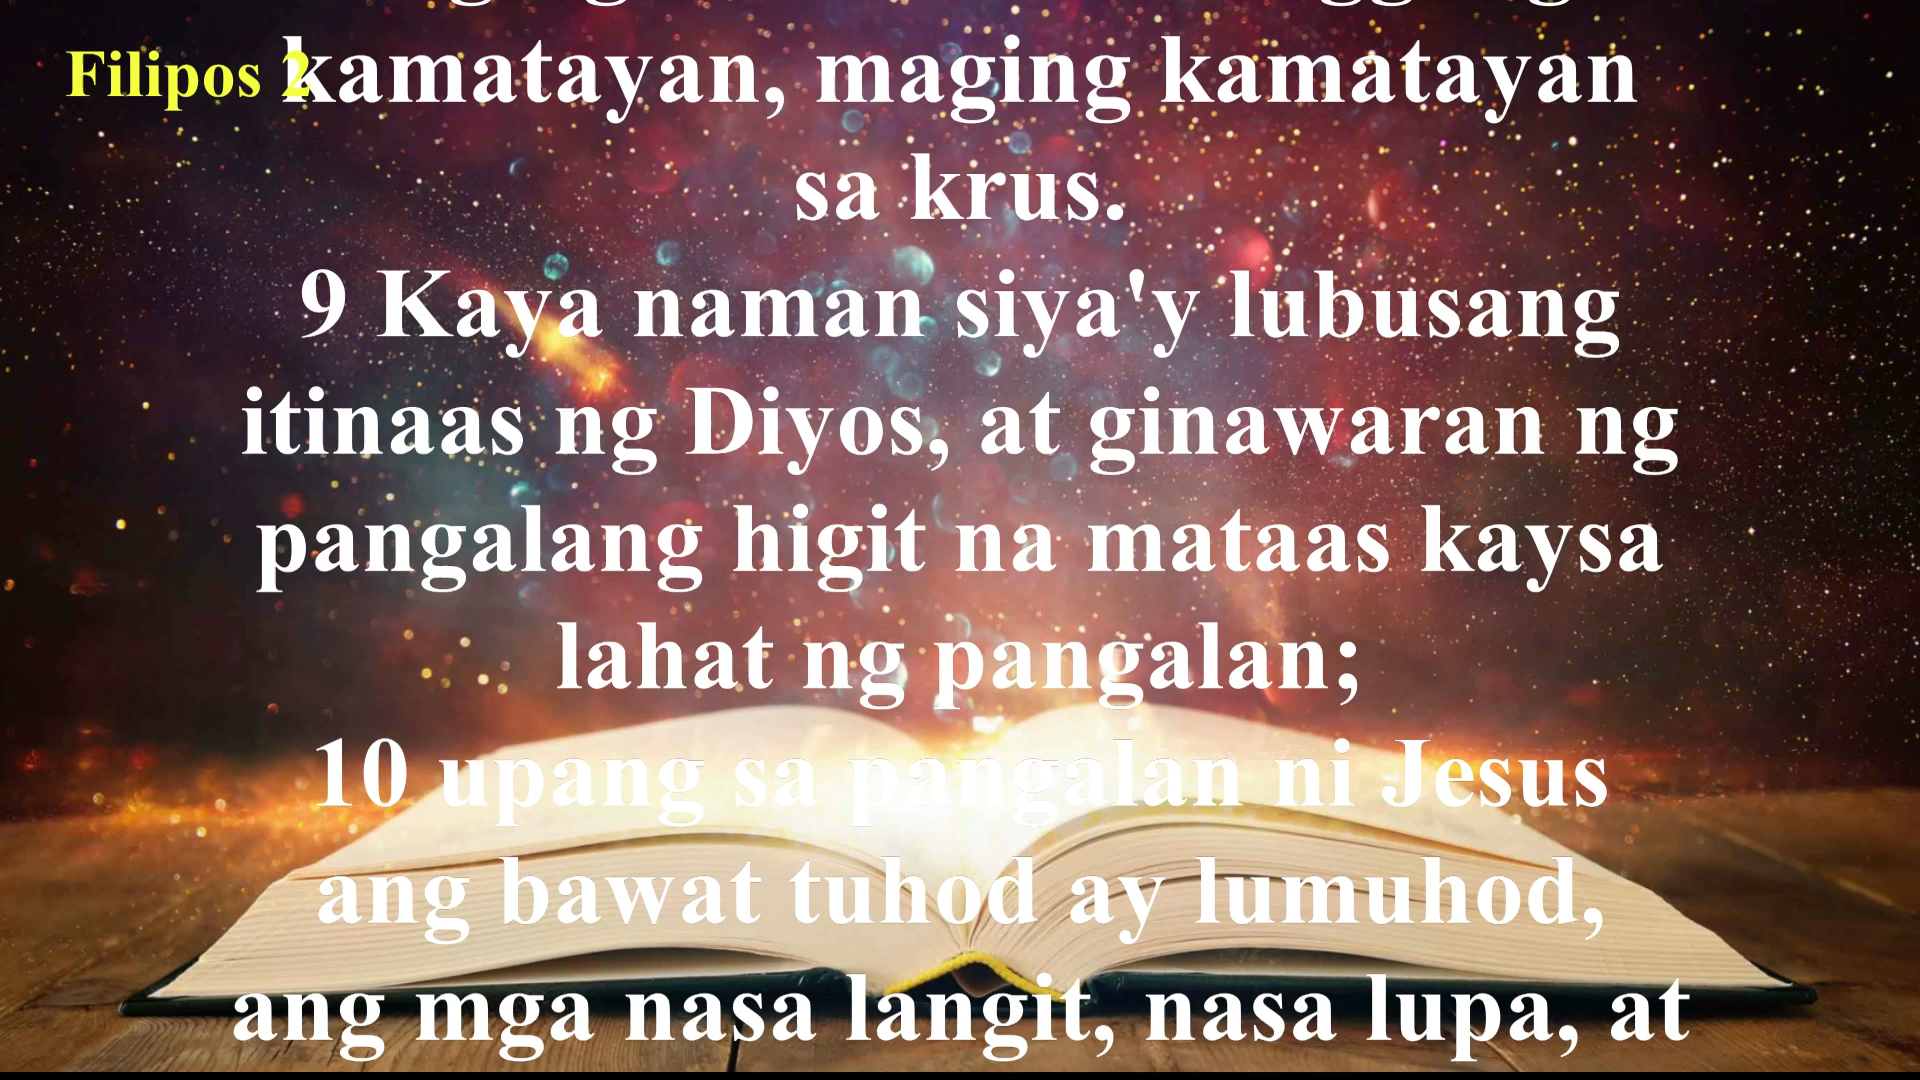 Filipos 2
kamatayan, maging kamatayan
sa krus.
9 Kaya naman siya'y lubusang
itinaas ng Diyos, at ginawaran ng
pangalang higit na mataas kaysa
lahat ng pangalan;
10 upang sa pangalan ni Jesus
ang bawat tuhod ay lumuhod,
ang mga nasa langit, nasa lupa, at